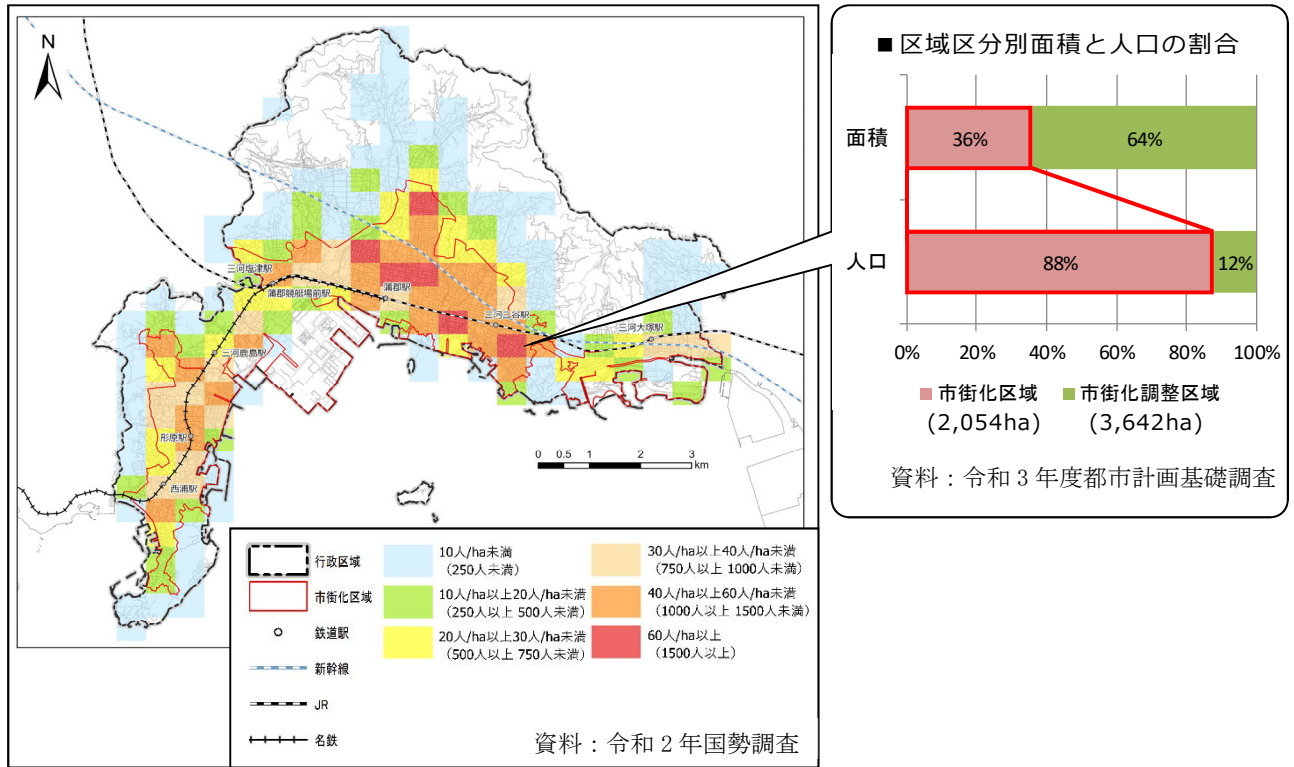 N
三河塩津駅
蒲郡競艇場前駅
蒲郡駅
三河三谷駅
三河大塚駅
三河鹿島駅
形原駅
西浦駅
0 0.5 1 2 3
km
行政区域
市街化区域
鉄道駅
新幹線
JR
名鉄
10人/ha未満
(250人未満)
10人/ha以上20人/ha未満
(250人以上 500人未満)
20人/ha以上30人/ha未満
(500人以上 750人未満)
30人/ha以上40人/ha未満
(750人以上 1000人未満)
40人/ha以上60人/ha未満
(1000人以上 1500人未満)
60人/ha以上
(1500人以上)
資料：令和2年国勢調査
■区域区分別面積と人口の割合
面積
36%
64%
人口
88%
12%
0% 20% 40% 60% 80% 100%
■市街化区域 ■市街化調整区域
(2,054ha) (3,642ha)
資料：令和3年度都市計画基礎調査